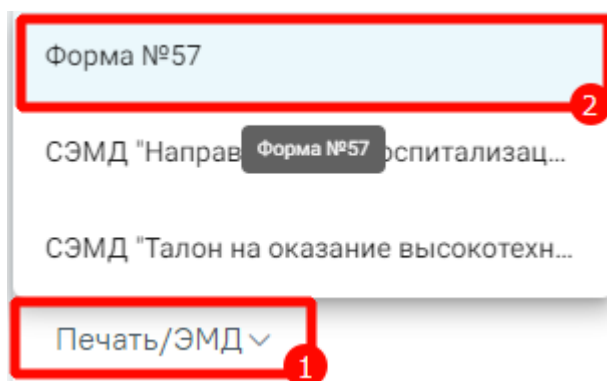 Форма №57
2
СЭМД "Направ Форма №57 оспитализац...
СЭМД "Талон на оказание высокотехн...
Печать/ЭМД
1